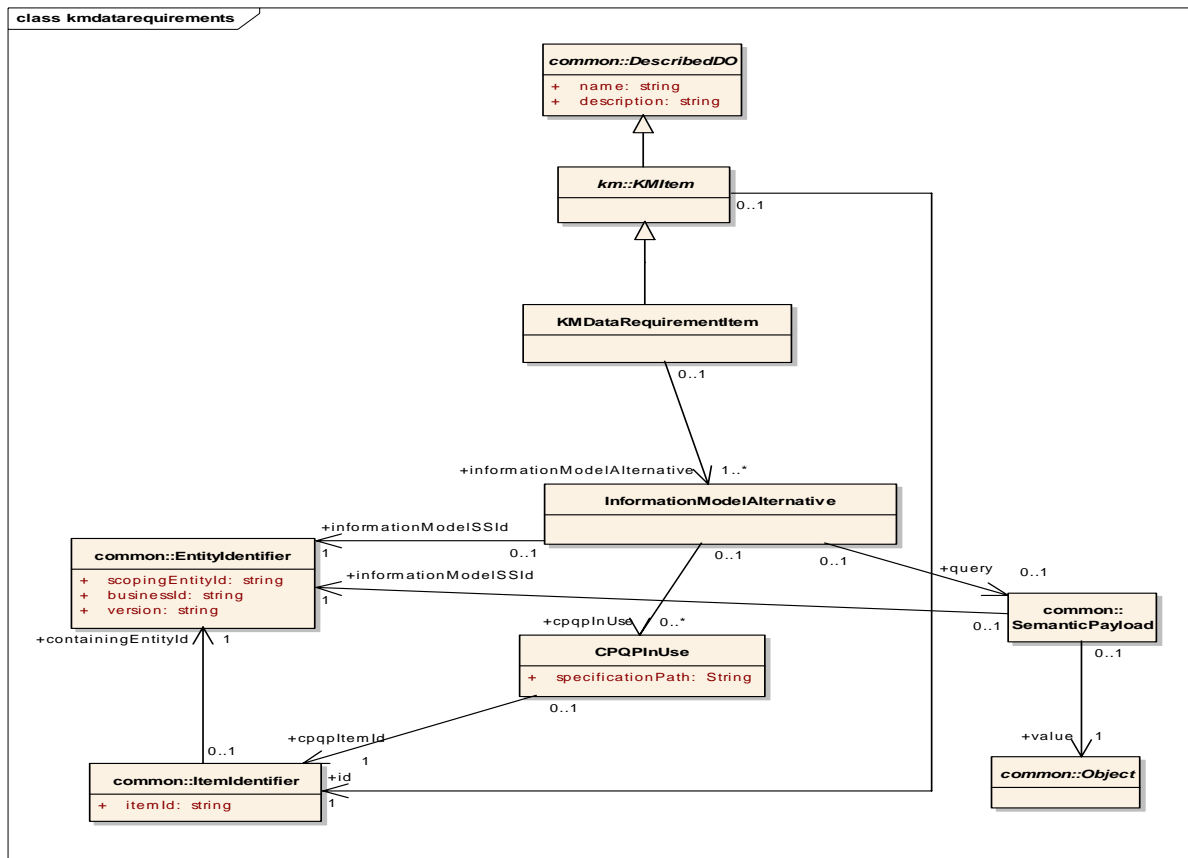 class kmdatarequirements
common::DescribedDO
+ name: string
+ description: string
km::KMItem
0..1
KMDataRequirementItem
0..1
+informationModelAlternative 1..*
InformationModelAlternative
+informationModelSSId
0..1
1
0..1
0..1
common::EntityIdentifier
+ scopingEntityId: string
+ businessId: string
+ version: string
+informationModelSSId
1
+query
0..1
common::
SemanticPayload
0..1
0..1
+containingEntityId 1
+cpqpInUse 0..*
CPQPInUse
+ specificationPath: String
0..1
+cpqpItemId
1
0..1
common::ItemIdentifier
+ itemId: string
+id
1
+value 1
common::Object